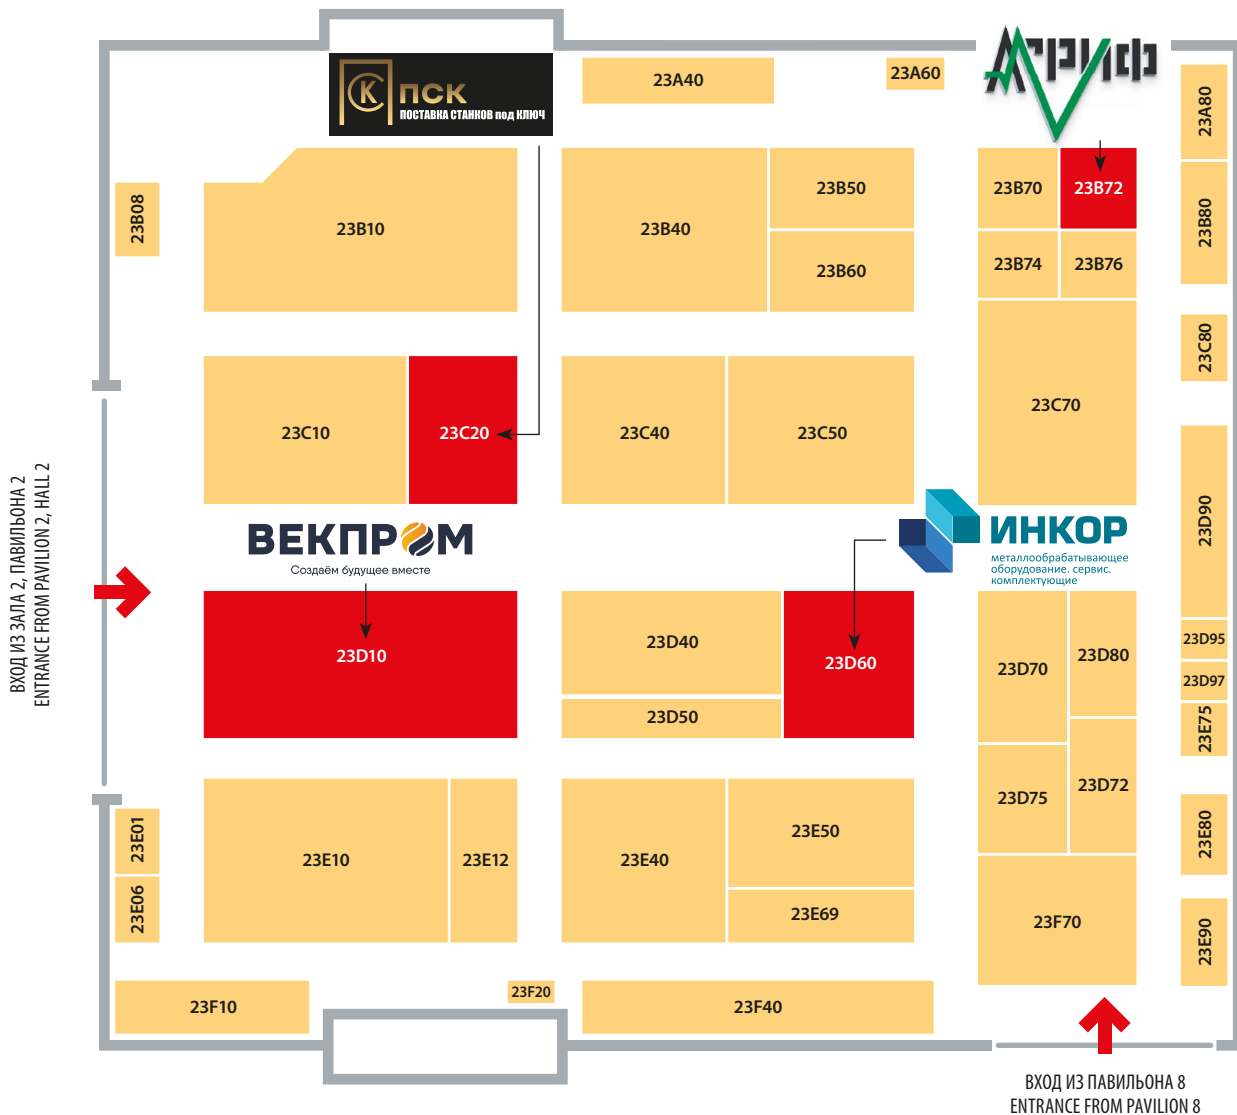 ПСК
ПОСТАВКА СТАНКОВ под КЛЮЧ
23A40
23A60
АТРИФ
23A80
23B08
23B10
23B40
23B50
23B60
23B70
23B72
23B74
23B76
23B80
23C10
23C20
23C40
23C50
23C70
23C80
ВЕКПРОМ
Создаём будущее вместе
ИНКОР
металлообрабатывающее
оборудование. сервис.
комплектующие
23D90
ВХОД ИЗ ЗАЛА 2, ПАВИЛЬОНА 2
ENTRANCE FROM PAVILION 2, HALL 2
23D10
23D40
23D50
23D60
23D70
23D80
23D95
23D97
23E75
23D75
23D72
23E01
23E06
23E10
23E12
23E40
23E50
23E69
23E80
23F70
23E90
23F10
23F20
23F40
ВХОД ИЗ ПАВИЛЬОНА 8
ENTRANCE FROM PAVILION 8